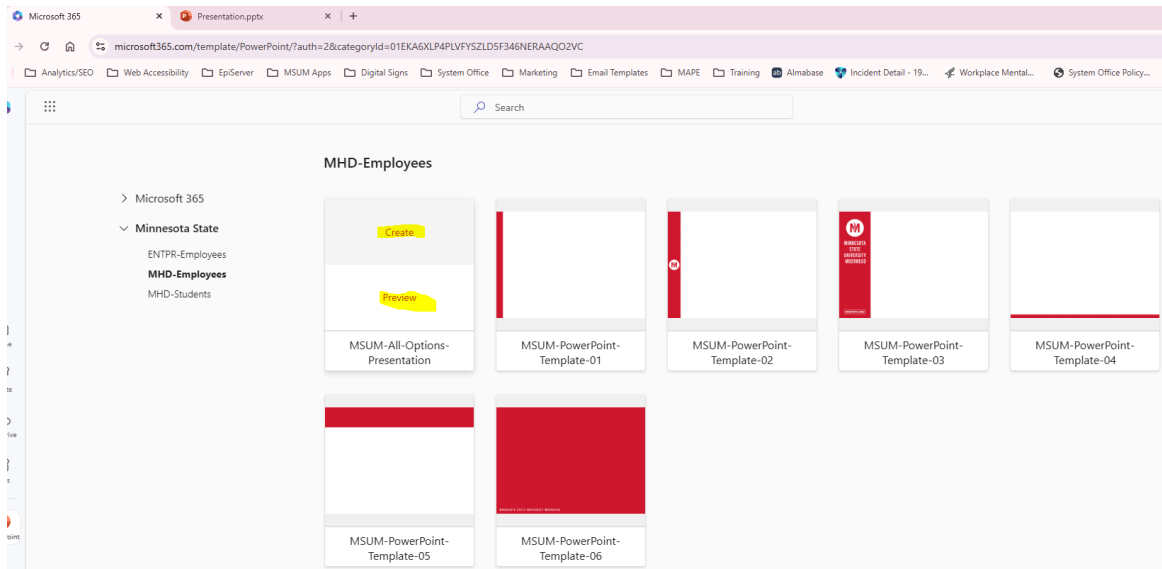 Microsoft 365
Presentation.pptx
microsoft365.com/template/PowerPoint/?auth=2&categoryId=01EKA6XLP4PLVFYSZLD5F346NERAAQO2VC
Analytics/SEO Web Accessibility EpiServer MSUM Apps Digital Signs System Office Marketing Email Templates MAPE Training Almabase Incident Detail - 19... Workplace Mental... System Office Policy...
Search
MHD-Employees
Microsoft 365
Minnesota State
ENTPR-Employees
MHD-Employees
MHD-Students
Create
Preview
MSUM-All-Options-
Presentation
MSUM-PowerPoint-
Template-01
MSUM-PowerPoint-
Template-02
MINNESOTA
STATE
UNIVERSITY
MOORHEAD
MSUM-PowerPoint-
Template-03
MSUM-PowerPoint-
Template-04
MSUM-PowerPoint-
Template-05
MINNESOTA STATE UNIVERSITY MOORHEAD
MSUM-PowerPoint-
Template-06